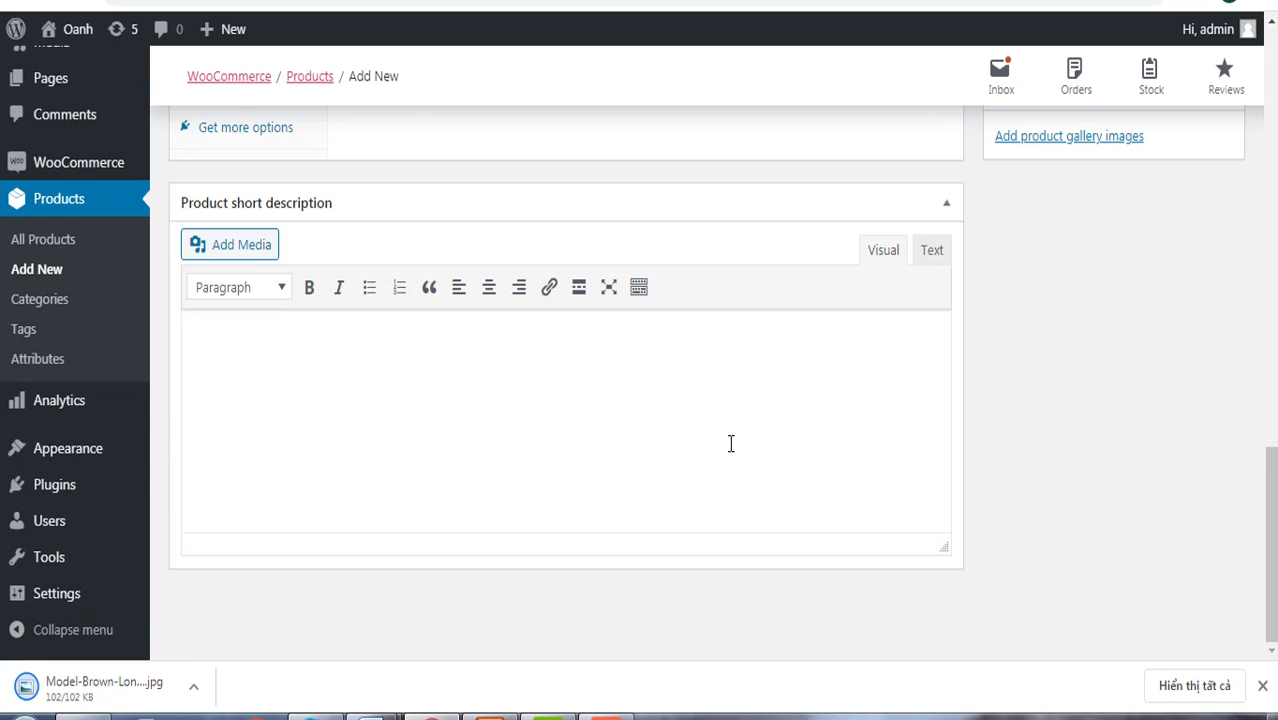 Oanh
5
0
New
Hi, admin
Media
Pages
Comments
WooCommerce
Products
All Products
Add New
Categories
Tags
Attributes
Analytics
Appearance
Plugins
Users
Tools
Settings
Collapse menu
WooCommerce / Products / Add New
Inbox
Orders
Stock
Reviews
Get more options
Add product gallery images
Product short description
Add Media
Visual
Text
Paragraph
B
I
Model-Brown-Lon....jpg
102/102 KB
Hiển thị tất cả